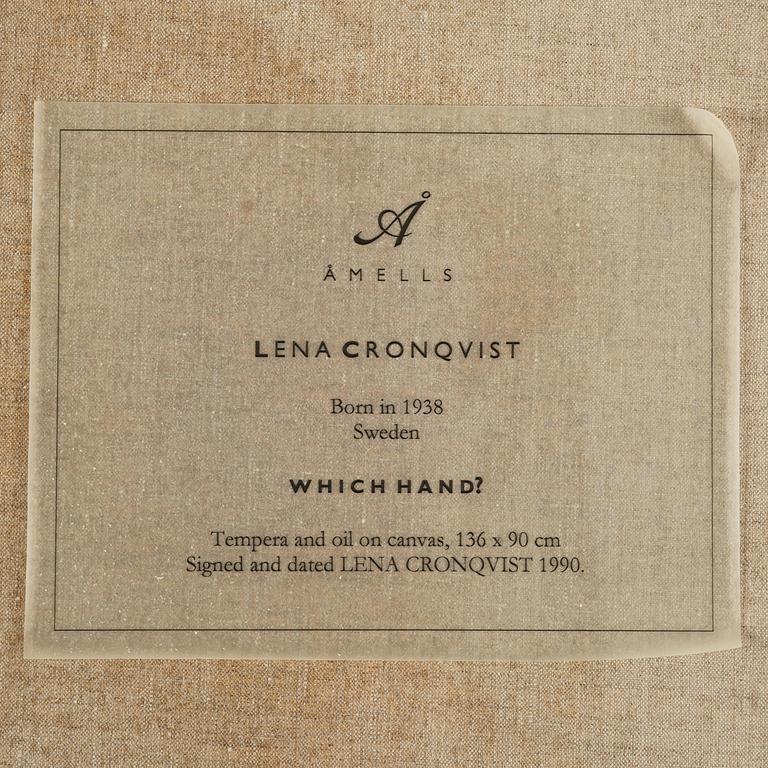 Å
ÅMELLS
LENA CRONQVIST
Born in 1938
Sweden
WHICH HAND?
Tempera and oil on canvas, 136 x 90 cm
Signed and dated LENA CRONQVIST 1990.